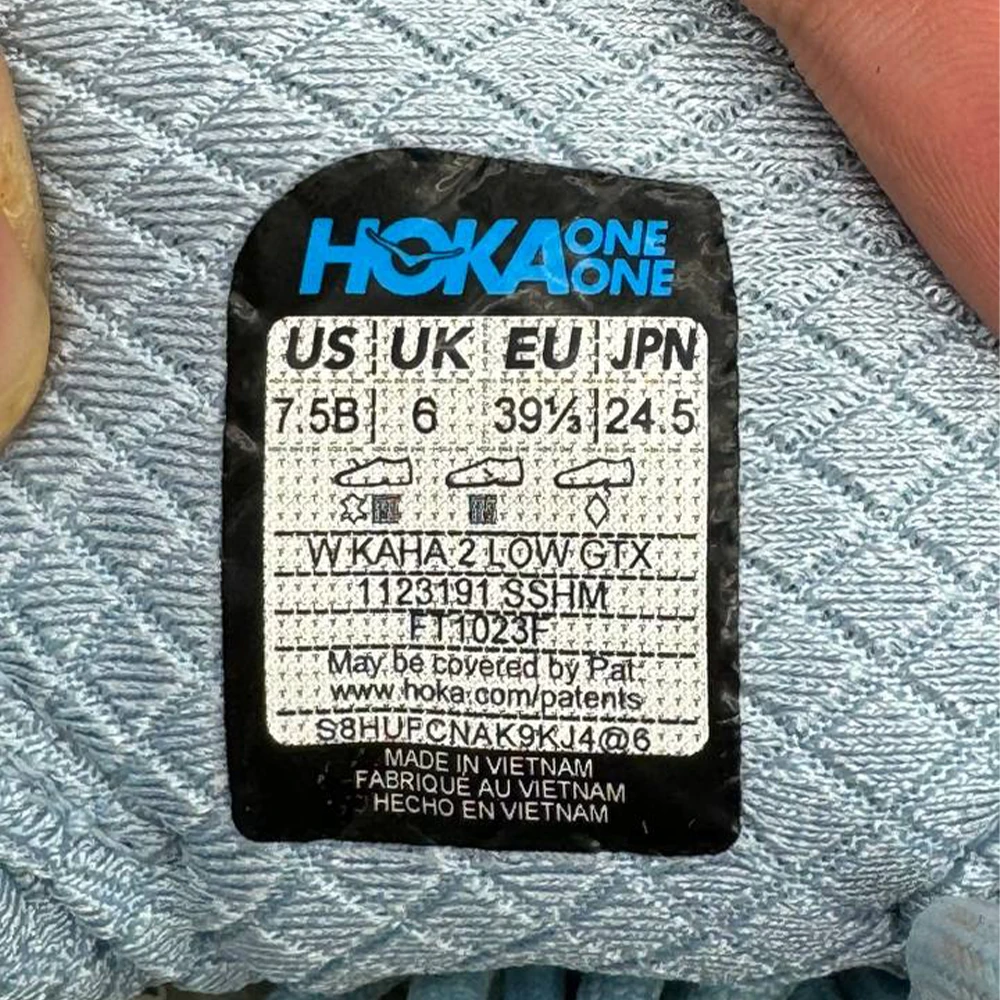 HOKA ONE ONE
US UK EU JPN
7.5B 6 39⅓ 24.5
W KAHA 2 LOW GTX
1123191 SSHM
FT1023F
May be covered by Pat.
www.hoka.com/patents
S8HUFCNAK9KJ4@6
MADE IN VIETNAM
FABRIQUÉ AU VIETNAM
HECHO EN VIETNAM